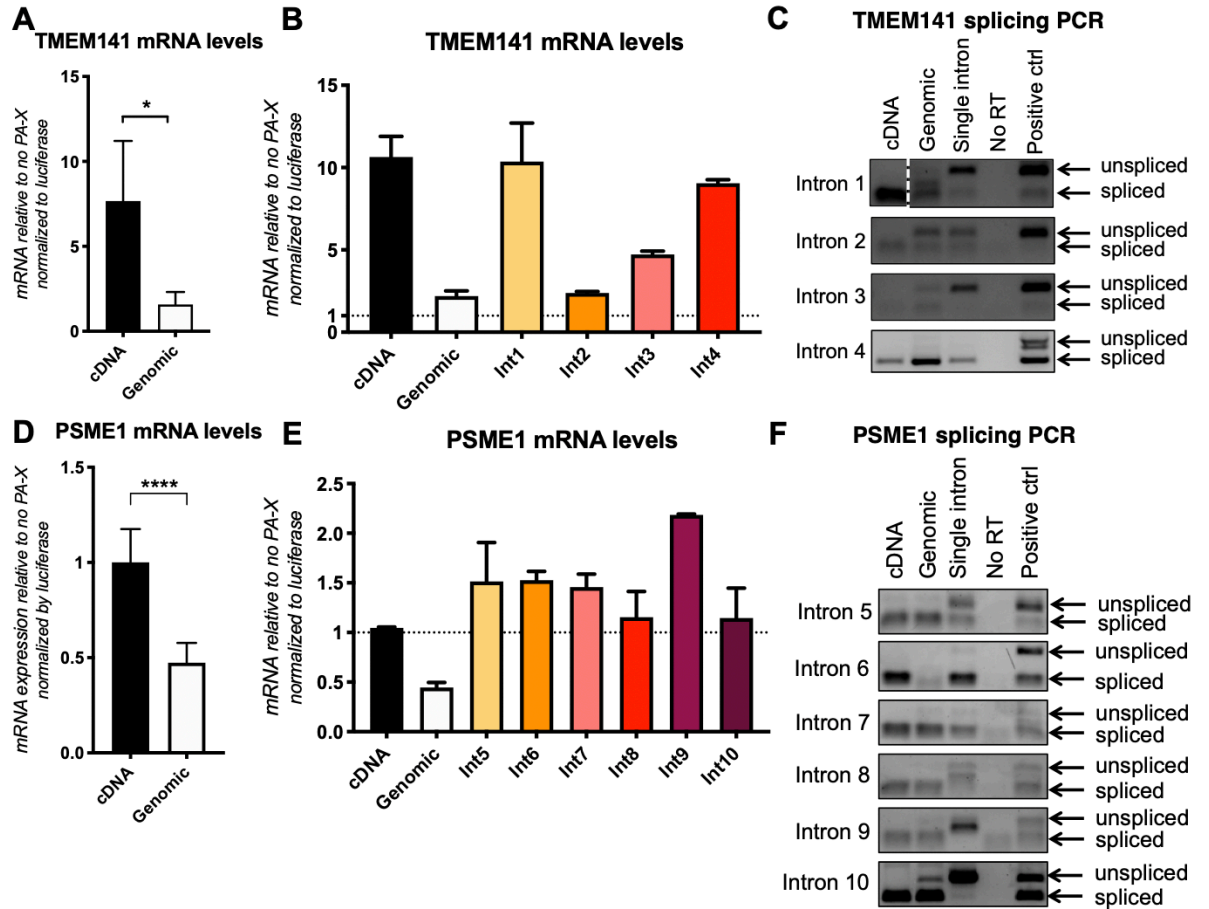 A
TMEM141 mRNA levels
mRNA relative to no PA-X
normalized to luciferase
15
10
5
0
*
cDNA
Genomic
B
TMEM141 mRNA levels
mRNA relative to no PA-X
normalized to luciferase
15
10
5
1
0
cDNA
Genomic
Int1
Int2
Int3
Int4
C
TMEM141 splicing PCR
cDNA
Genomic
Single intron
No RT
Positive ctrl
Intron 1
unspliced
spliced
Intron 2
unspliced
spliced
Intron 3
unspliced
spliced
Intron 4
unspliced
spliced
D
PSME1 mRNA levels
mRNA expression relative to no PA-X
normalized by luciferase
1.5
1
0.5
0.0
****
cDNA
Genomic
E
PSME1 mRNA levels
mRNA relative to no PA-X
normalized to luciferase
2.5
2.0
1.5
1
0.5
0.0
cDNA
Genomic
Int5
Int6
Int7
Int8
Int9
Int10
F
PSME1 splicing PCR
cDNA
Genomic
Single intron
No RT
Positive ctrl
Intron 5
unspliced
spliced
Intron 6
unspliced
spliced
Intron 7
unspliced
spliced
Intron 8
unspliced
spliced
Intron 9
unspliced
spliced
Intron 10
unspliced
spliced